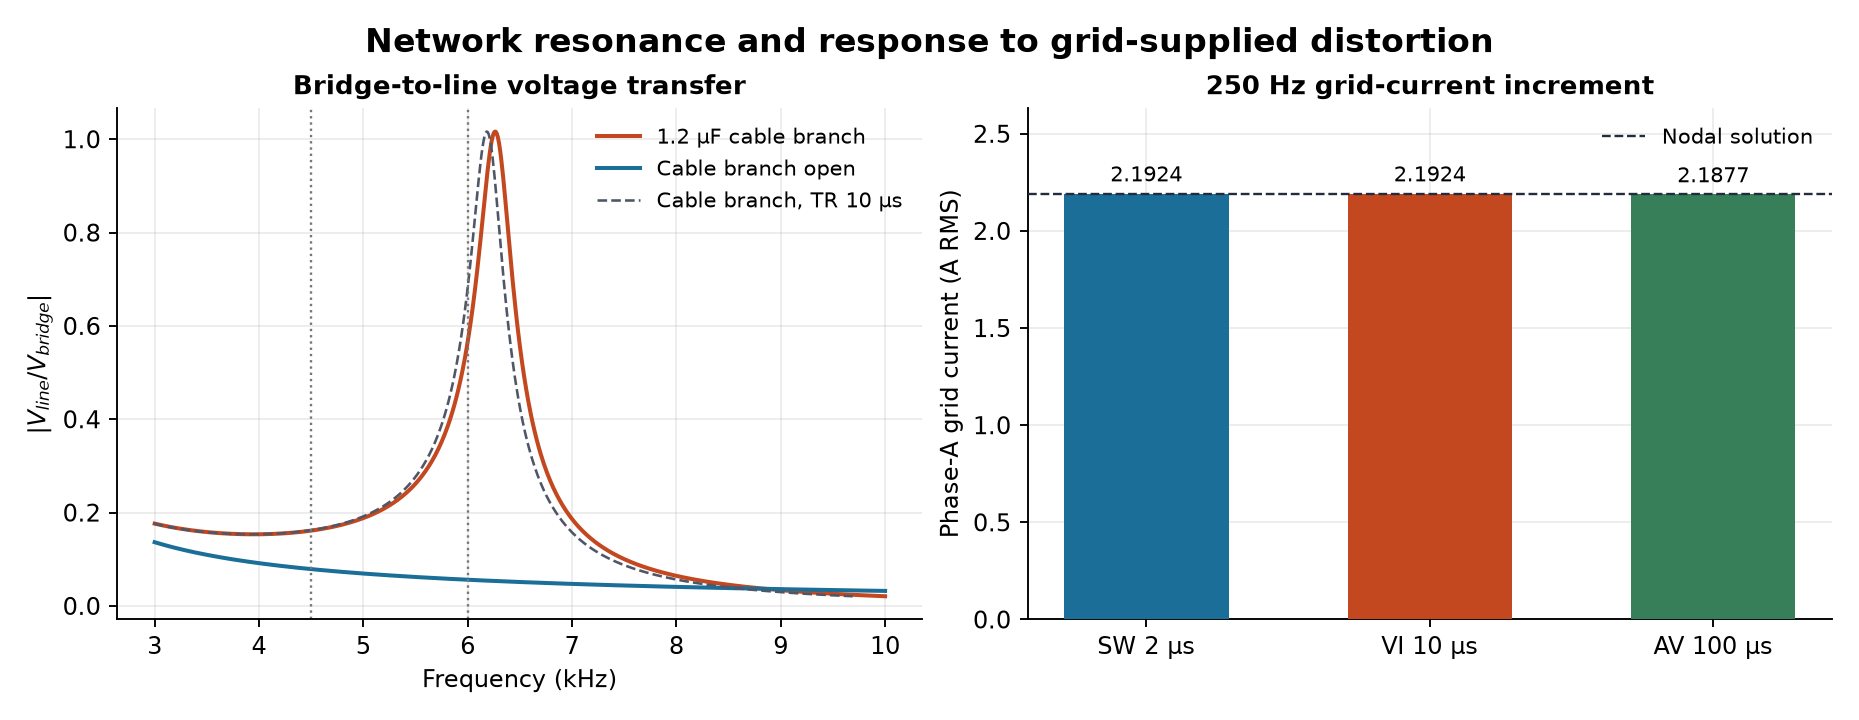 Network resonance and response to grid-supplied distortion
Bridge-to-line voltage transfer
|V_line/V_bridge|
1.0
0.8
0.6
0.4
0.2
0.0
1.2 µF cable branch
Cable branch open
Cable branch, TR 10 µs
3 4 5 6 7 8 9 10
Frequency (kHz)
250 Hz grid-current increment
Phase-A grid current (A RMS)
2.5
2.0
1.5
1.0
0.5
0.0
Nodal solution
2.1924 2.1924 2.1877
SW 2 µs VI 10 µs AV 100 µs